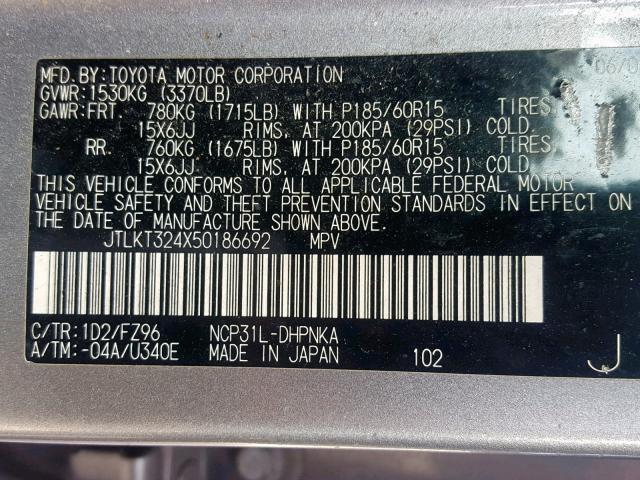 MFD.BY:TOYOTA MOTOR CORPORATION 06/0
GVWR:1530KG (3370LB)
GAWR:FRT. 780KG (1715LB) WITH P185/60R15 TIRES,
15X6JJ RIMS, AT 200KPA (29PSI) COLD.
RR. 760KG (1675LB) WITH P185/60R15 TIRES,
15X6JJ RIMS, AT 200KPA (29PSI) COLD.
THIS VEHICLE CONFORMS TO ALL APPLICABLE FEDERAL MOTOR
VEHICLE SAFETY AND THEFT PREVENTION STANDARDS IN EFFECT ON
THE DATE OF MANUFACTURE SHOWN ABOVE.
JTLKT324X50186692 MPV
C/TR:1D2/FZ96 NCP31L-DHPNKA
A/TM:-04A/U340E MADE IN JAPAN 102 J